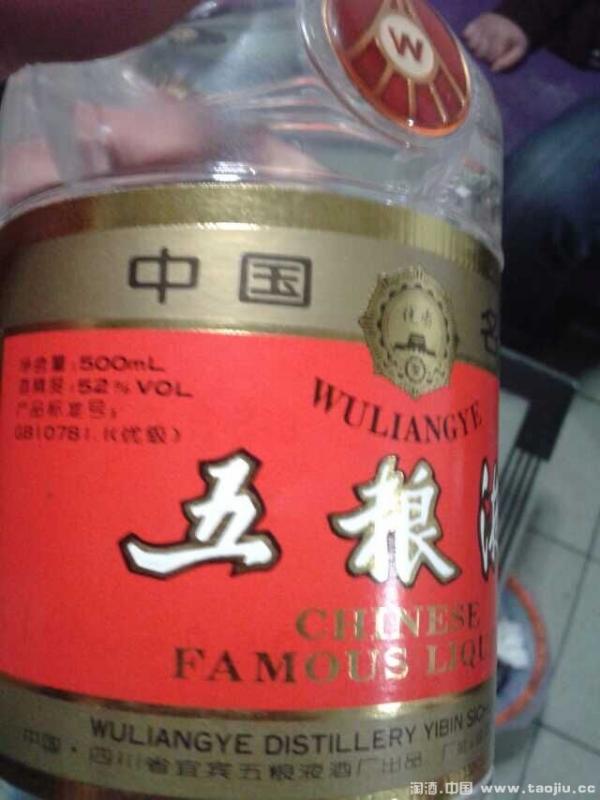 W
中国 名
净含量:500mL
酒精度:52%VOL
产品标准号:
GB10781.1(优级)
WULIANGYE
五粮液
CHINESE
FAMOUS LIQU
WULIANGYE DISTILLERY YIBIN SICH
中国·四川省宜宾五粮液酒厂出品
淘酒.中国 www.taojiu.cc